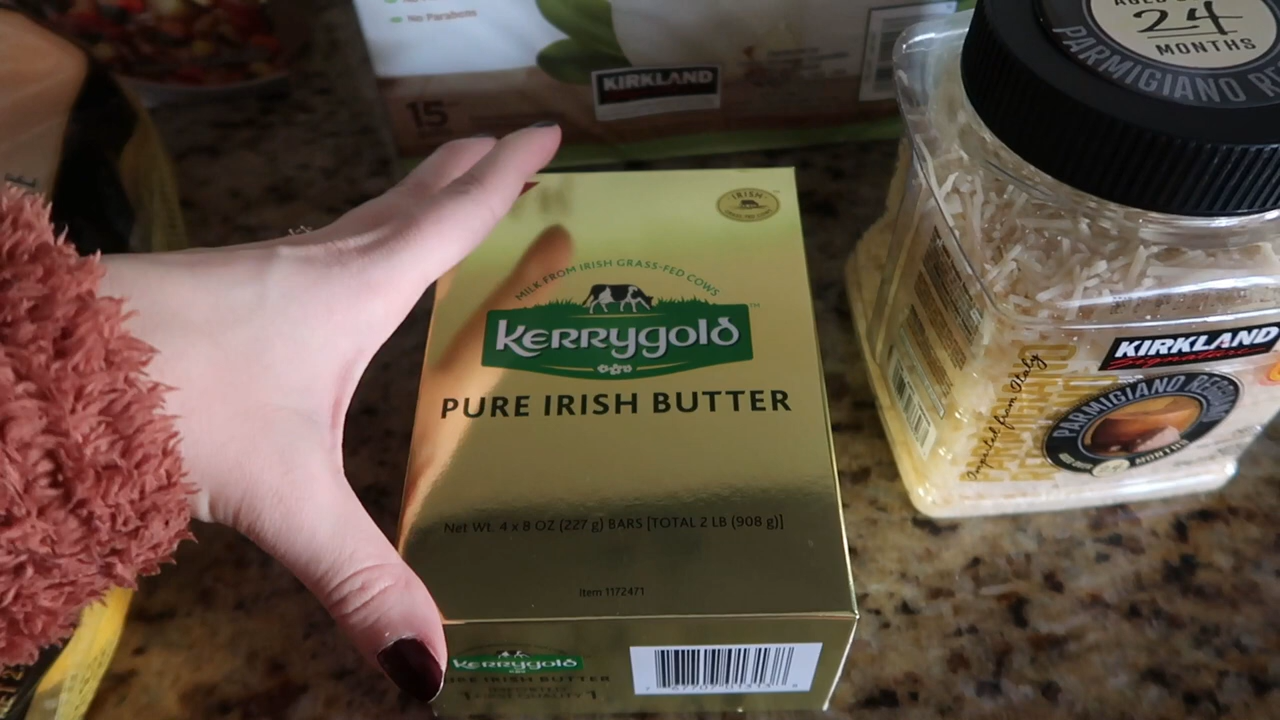 No Parabens
KIRKLAND
15
24
MONTHS
PARMIGIANO
IRISH
MILK FROM IRISH GRASS-FED COWS
Kerrygold
PURE IRISH BUTTER
Net Wt. 4 x 8 OZ (227 g) BARS [TOTAL 2 LB (908 g)]
Item 1172471
Kerrygold
IRISH BUTTER
KIRKLAND
Signature
Imported from Italy
PARMIGIANO REGGIANO
MONTHS